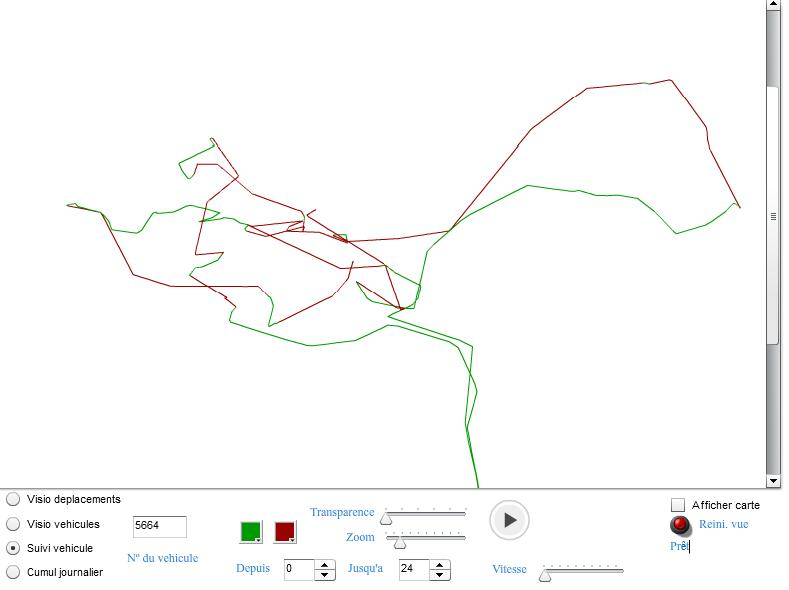 Visio deplacements
Visio vehicules
Suivi vehicule
Cumul journalier
5664
N° du vehicule
Transparence
Zoom
Depuis
0
Jusqu'a
24
Vitesse
Afficher carte
Reini. vue
Prêt